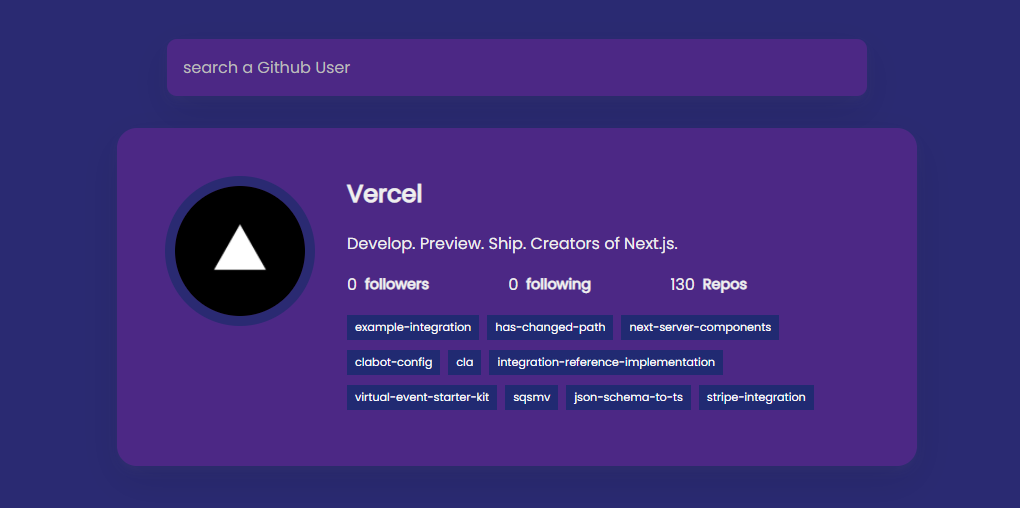 search a Github User
Vercel
Develop. Preview. Ship. Creators of Next.js.
0 followers 0 following 130 Repos
example-integration has-changed-path next-server-components
clabot-config cla integration-reference-implementation
virtual-event-starter-kit sqsmv json-schema-to-ts stripe-integration